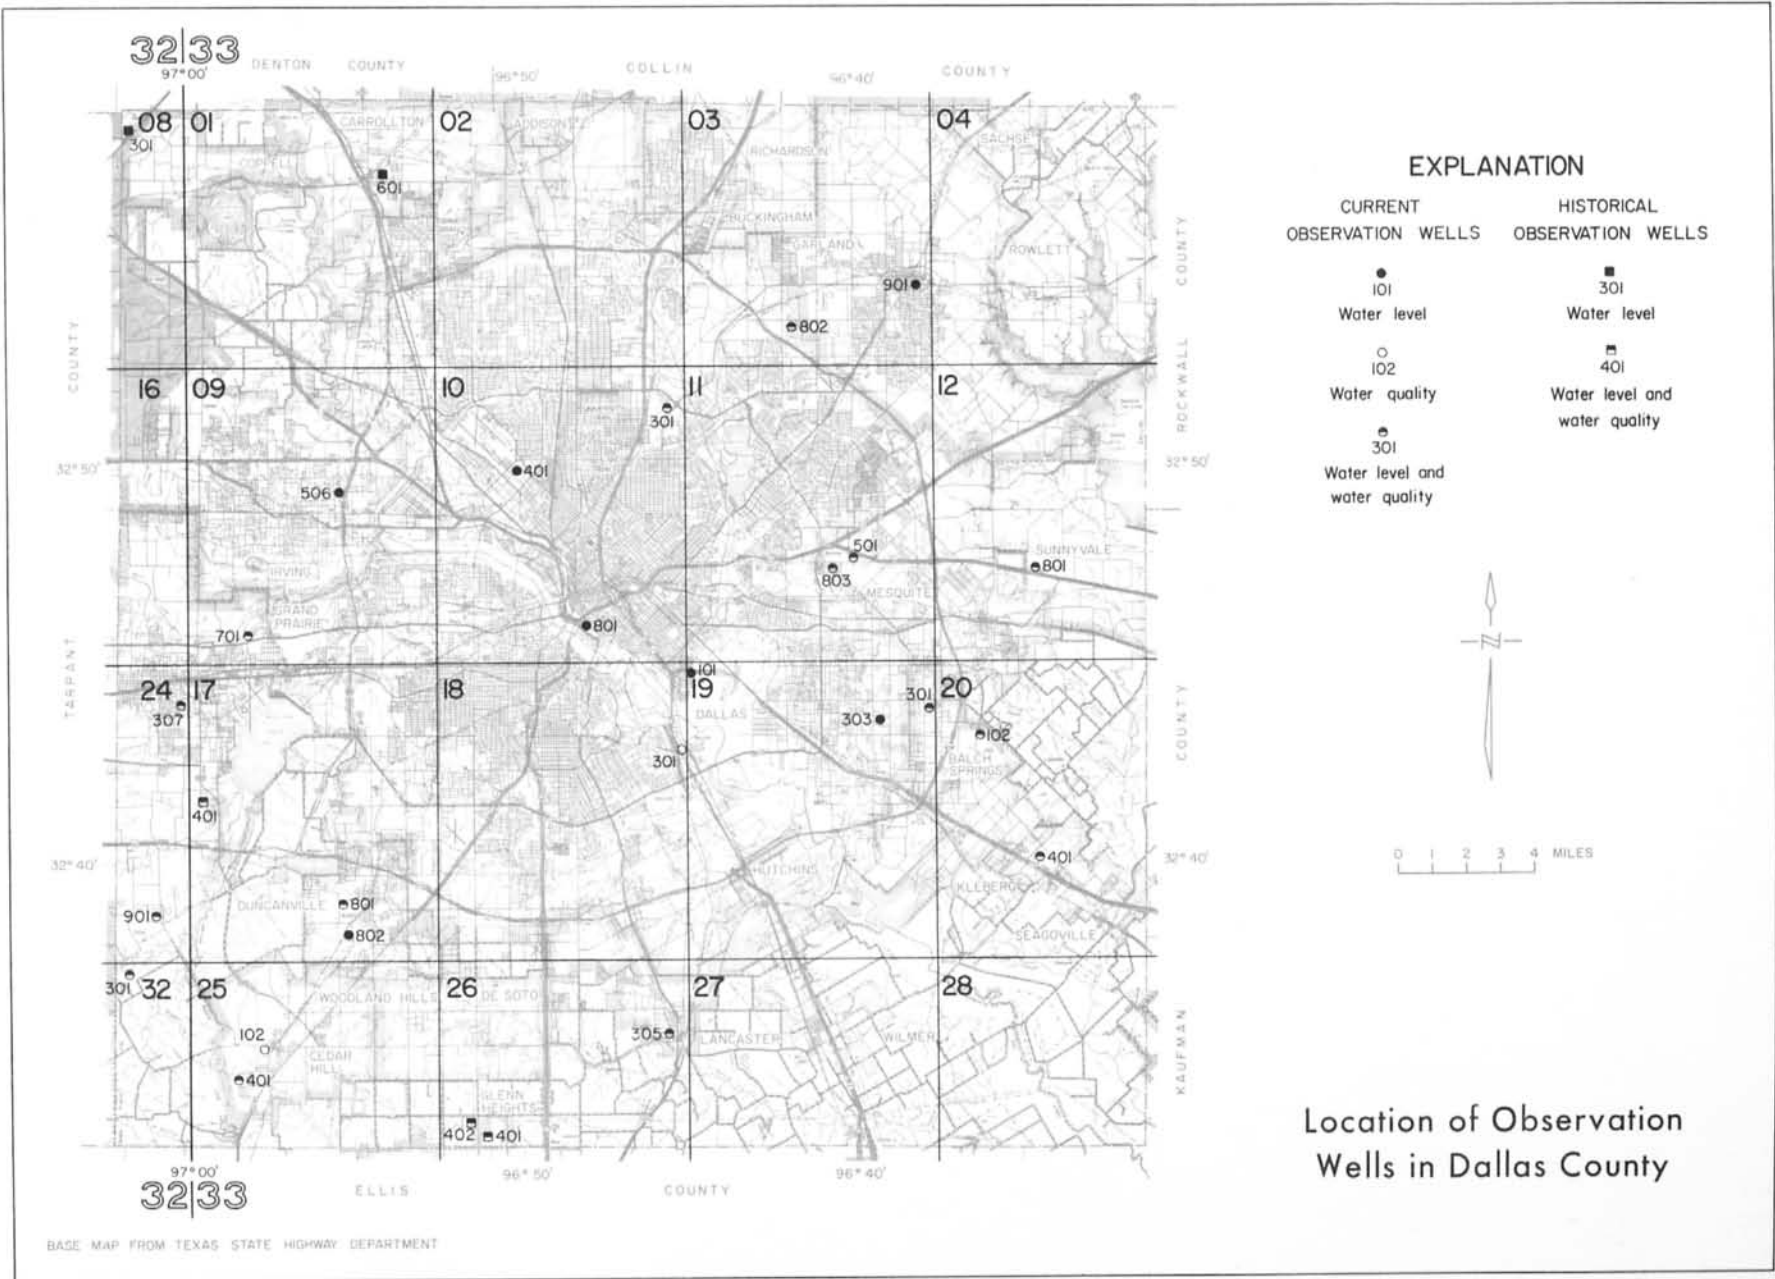 32|33
97°00'
DENTON COUNTY
96°50'
COLLIN
96°40'
COUNTY
08 01
02
03
04
301
CARROLLTON
ADDISON
RICHARDSON
SACHSE
COPPELL
601
BUCKINGHAM
GARLAND
ROWLETT
901
802
COUNTY
ROCKWALL
COUNTY
16 09
10
11
12
301
32°50'
401
32°50'
506
501
SUNNYVALE
801
803
MESQUITE
IRVING
GRAND
PRAIRIE
701
801
TARRANT
101
24 17
18
19
20
307
301
DALLAS
303
102
301
BALCH
SPRINGS
COUNTY
401
32°40'
401
32°40'
HUTCHINS
KLEBERG
901
DUNCANVILLE
801
802
SEAGOVILLE
301
32 25
26
27
28
WOODLAND HILLS
DE SOTO
102
305
LANCASTER
WILMER
KAUFMAN
CEDAR
HILL
401
GLENN
HEIGHTS
402
401
97°00'
32|33
96°50'
96°40'
ELLIS
COUNTY
BASE MAP FROM TEXAS STATE HIGHWAY DEPARTMENT
EXPLANATION
CURRENT
OBSERVATION WELLS
101
Water level
102
Water quality
301
Water level and
water quality
HISTORICAL
OBSERVATION WELLS
301
Water level
401
Water level and
water quality
N
0 1 2 3 4 MILES
Location of Observation
Wells in Dallas County